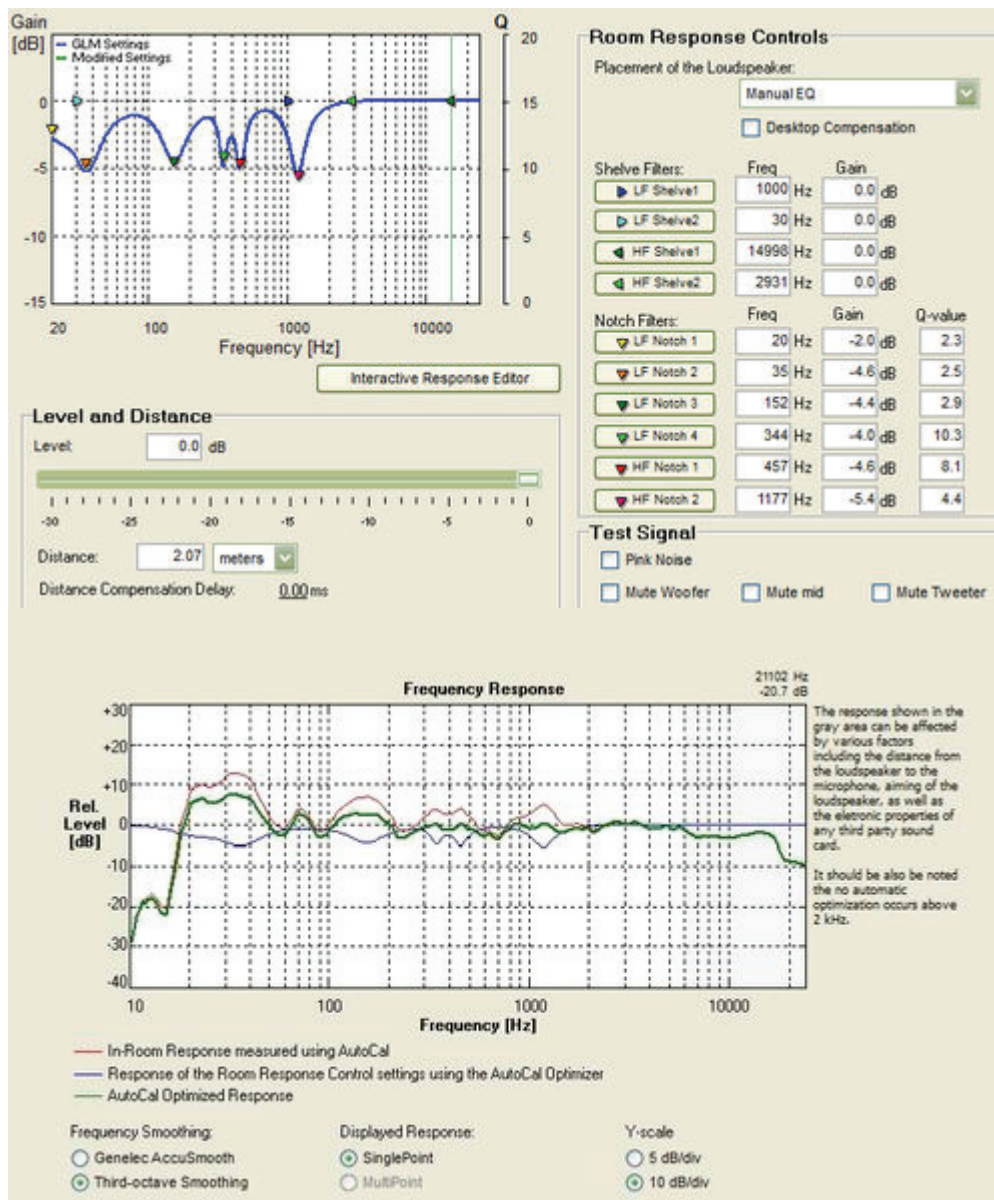 Gain
[dB]
Q
GLM Settings
Modified Settings
0
-5
-10
-15
20
15
10
5
0
20 100 1000 10000
Frequency [Hz]
Interactive Response Editor
Level and Distance
Level: 0.0 dB
-30 -25 -20 -15 -10 -5 0
Distance: 2.07 meters
Distance Compensation Delay: 0.00 ms
Room Response Controls
Placement of the Loudspeaker:
Manual EQ
Desktop Compensation
Shelve Filters: Freq Gain
LF Shelve1 1000 Hz 0.0 dB
LF Shelve2 30 Hz 0.0 dB
HF Shelve1 14998 Hz 0.0 dB
HF Shelve2 2931 Hz 0.0 dB
Notch Filters: Freq Gain Q-value
LF Notch 1 20 Hz -2.0 dB 2.3
LF Notch 2 35 Hz -4.6 dB 2.5
LF Notch 3 152 Hz -4.4 dB 2.9
LF Notch 4 344 Hz -4.0 dB 10.3
HF Notch 1 457 Hz -4.6 dB 8.1
HF Notch 2 1177 Hz -5.4 dB 4.4
Test Signal
Pink Noise
Mute Woofer Mute mid Mute Tweeter
Frequency Response
21102 Hz
-20.7 dB
+30
+20
+10
0
-10
-20
-30
-40
Rel.
Level
[dB]
10 100 1000 10000
Frequency [Hz]
The response shown in the
gray area can be affected
by various factors
including the distance from
the loudspeaker to the
microphone, aiming of the
loudspeaker, as well as
the eletronic properties of
any third party sound
card.
It should be also be noted
the no automatic
optimization occurs above
2 kHz.
In-Room Response measured using AutoCal
Response of the Room Response Control settings using the AutoCal Optimizer
AutoCal Optimized Response
Frequency Smoothing: Displayed Response: Y-scale
Genelec AccuSmooth SinglePoint 5 dB/div
Third-octave Smoothing MultiPoint 10 dB/div